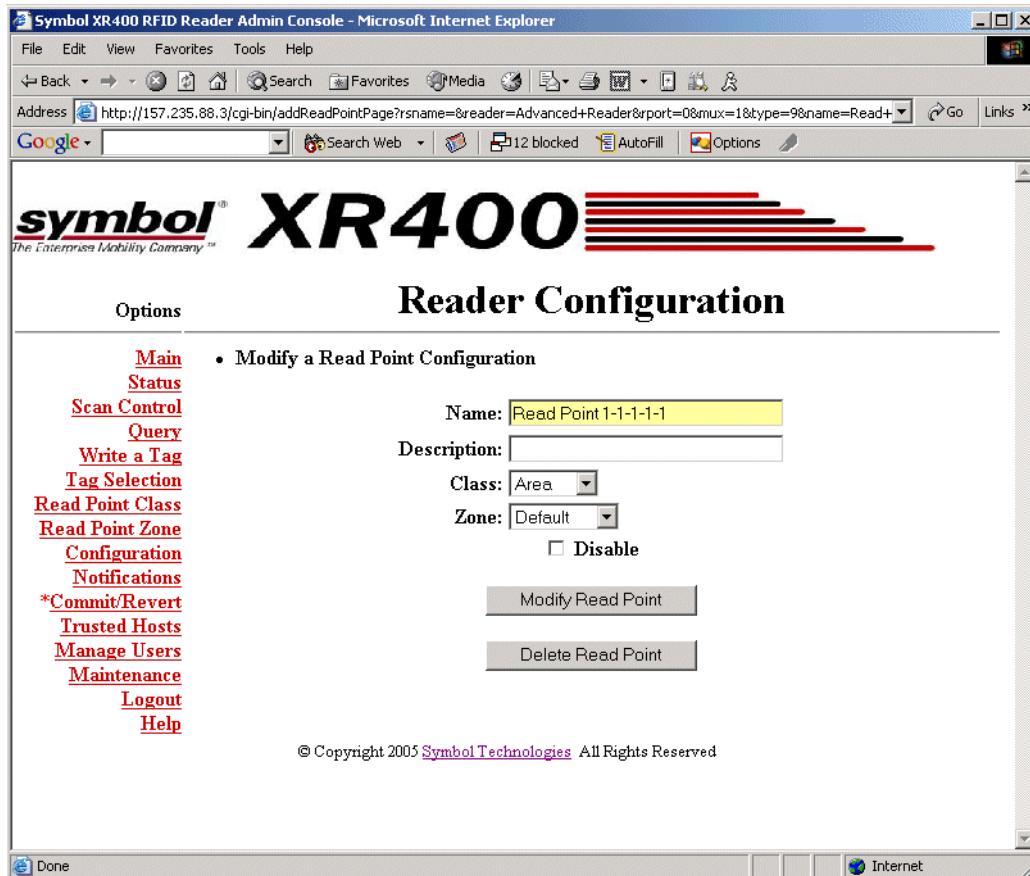 Symbol XR400 RFID Reader Admin Console - Microsoft Internet Explorer
File Edit View Favorites Tools Help
Back Search Favorites Media
Address http://157.235.88.3/cgi-bin/addReadPointPage?rsname=&reader=Advanced+Reader&rport=0&mux=1&type=9&name=Read+ Go Links »
Google Search Web 12 blocked AutoFill Options
symbol® XR400
The Enterprise Mobility Company ™
Options
Reader Configuration
Main
Status
Scan Control
Query
Write a Tag
Tag Selection
Read Point Class
Read Point Zone
Configuration
Notifications
*Commit/Revert
Trusted Hosts
Manage Users
Maintenance
Logout
Help
• Modify a Read Point Configuration
Name: Read Point 1-1-1-1-1
Description:
Class: Area
Zone: Default
Disable
Modify Read Point
Delete Read Point
© Copyright 2005 Symbol Technologies All Rights Reserved
Done Internet